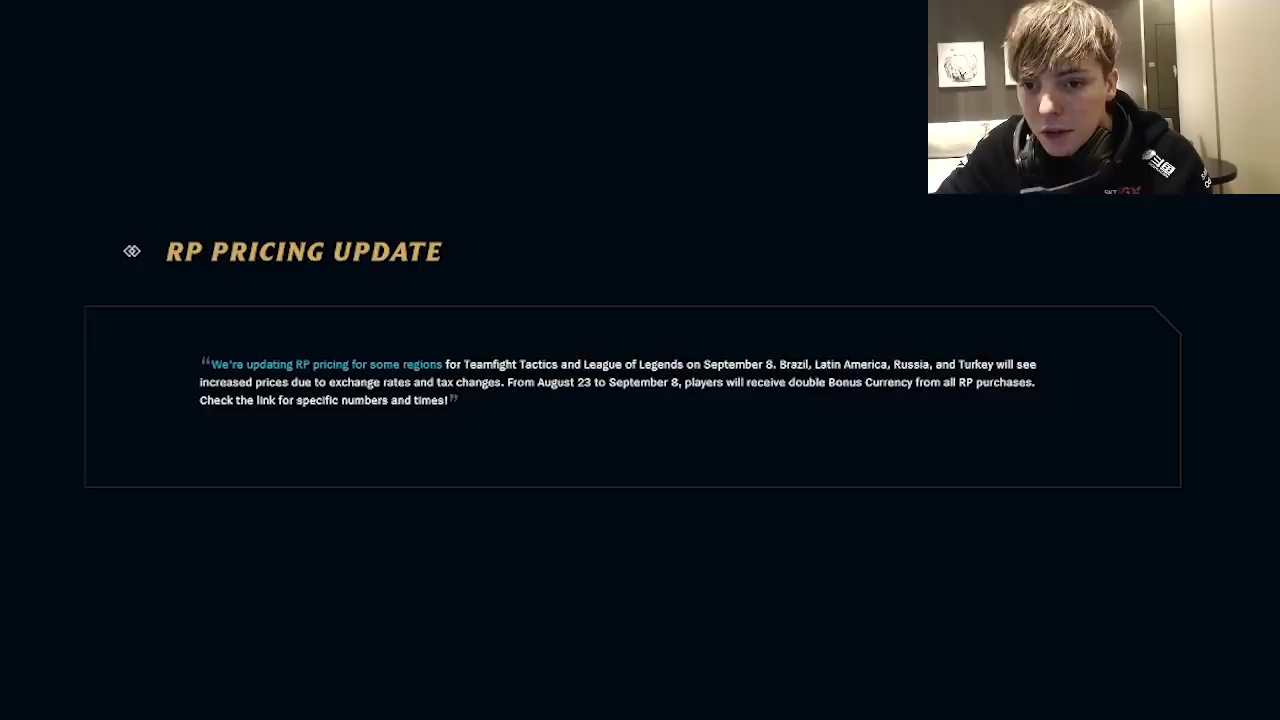 RP PRICING UPDATE
“We're updating RP pricing for some regions for Teamfight Tactics and League of Legends on September 8. Brazil, Latin America, Russia, and Turkey will see
increased prices due to exchange rates and tax changes. From August 23 to September 8, players will receive double Bonus Currency from all RP purchases.
Check the link for specific numbers and times!”
SKT